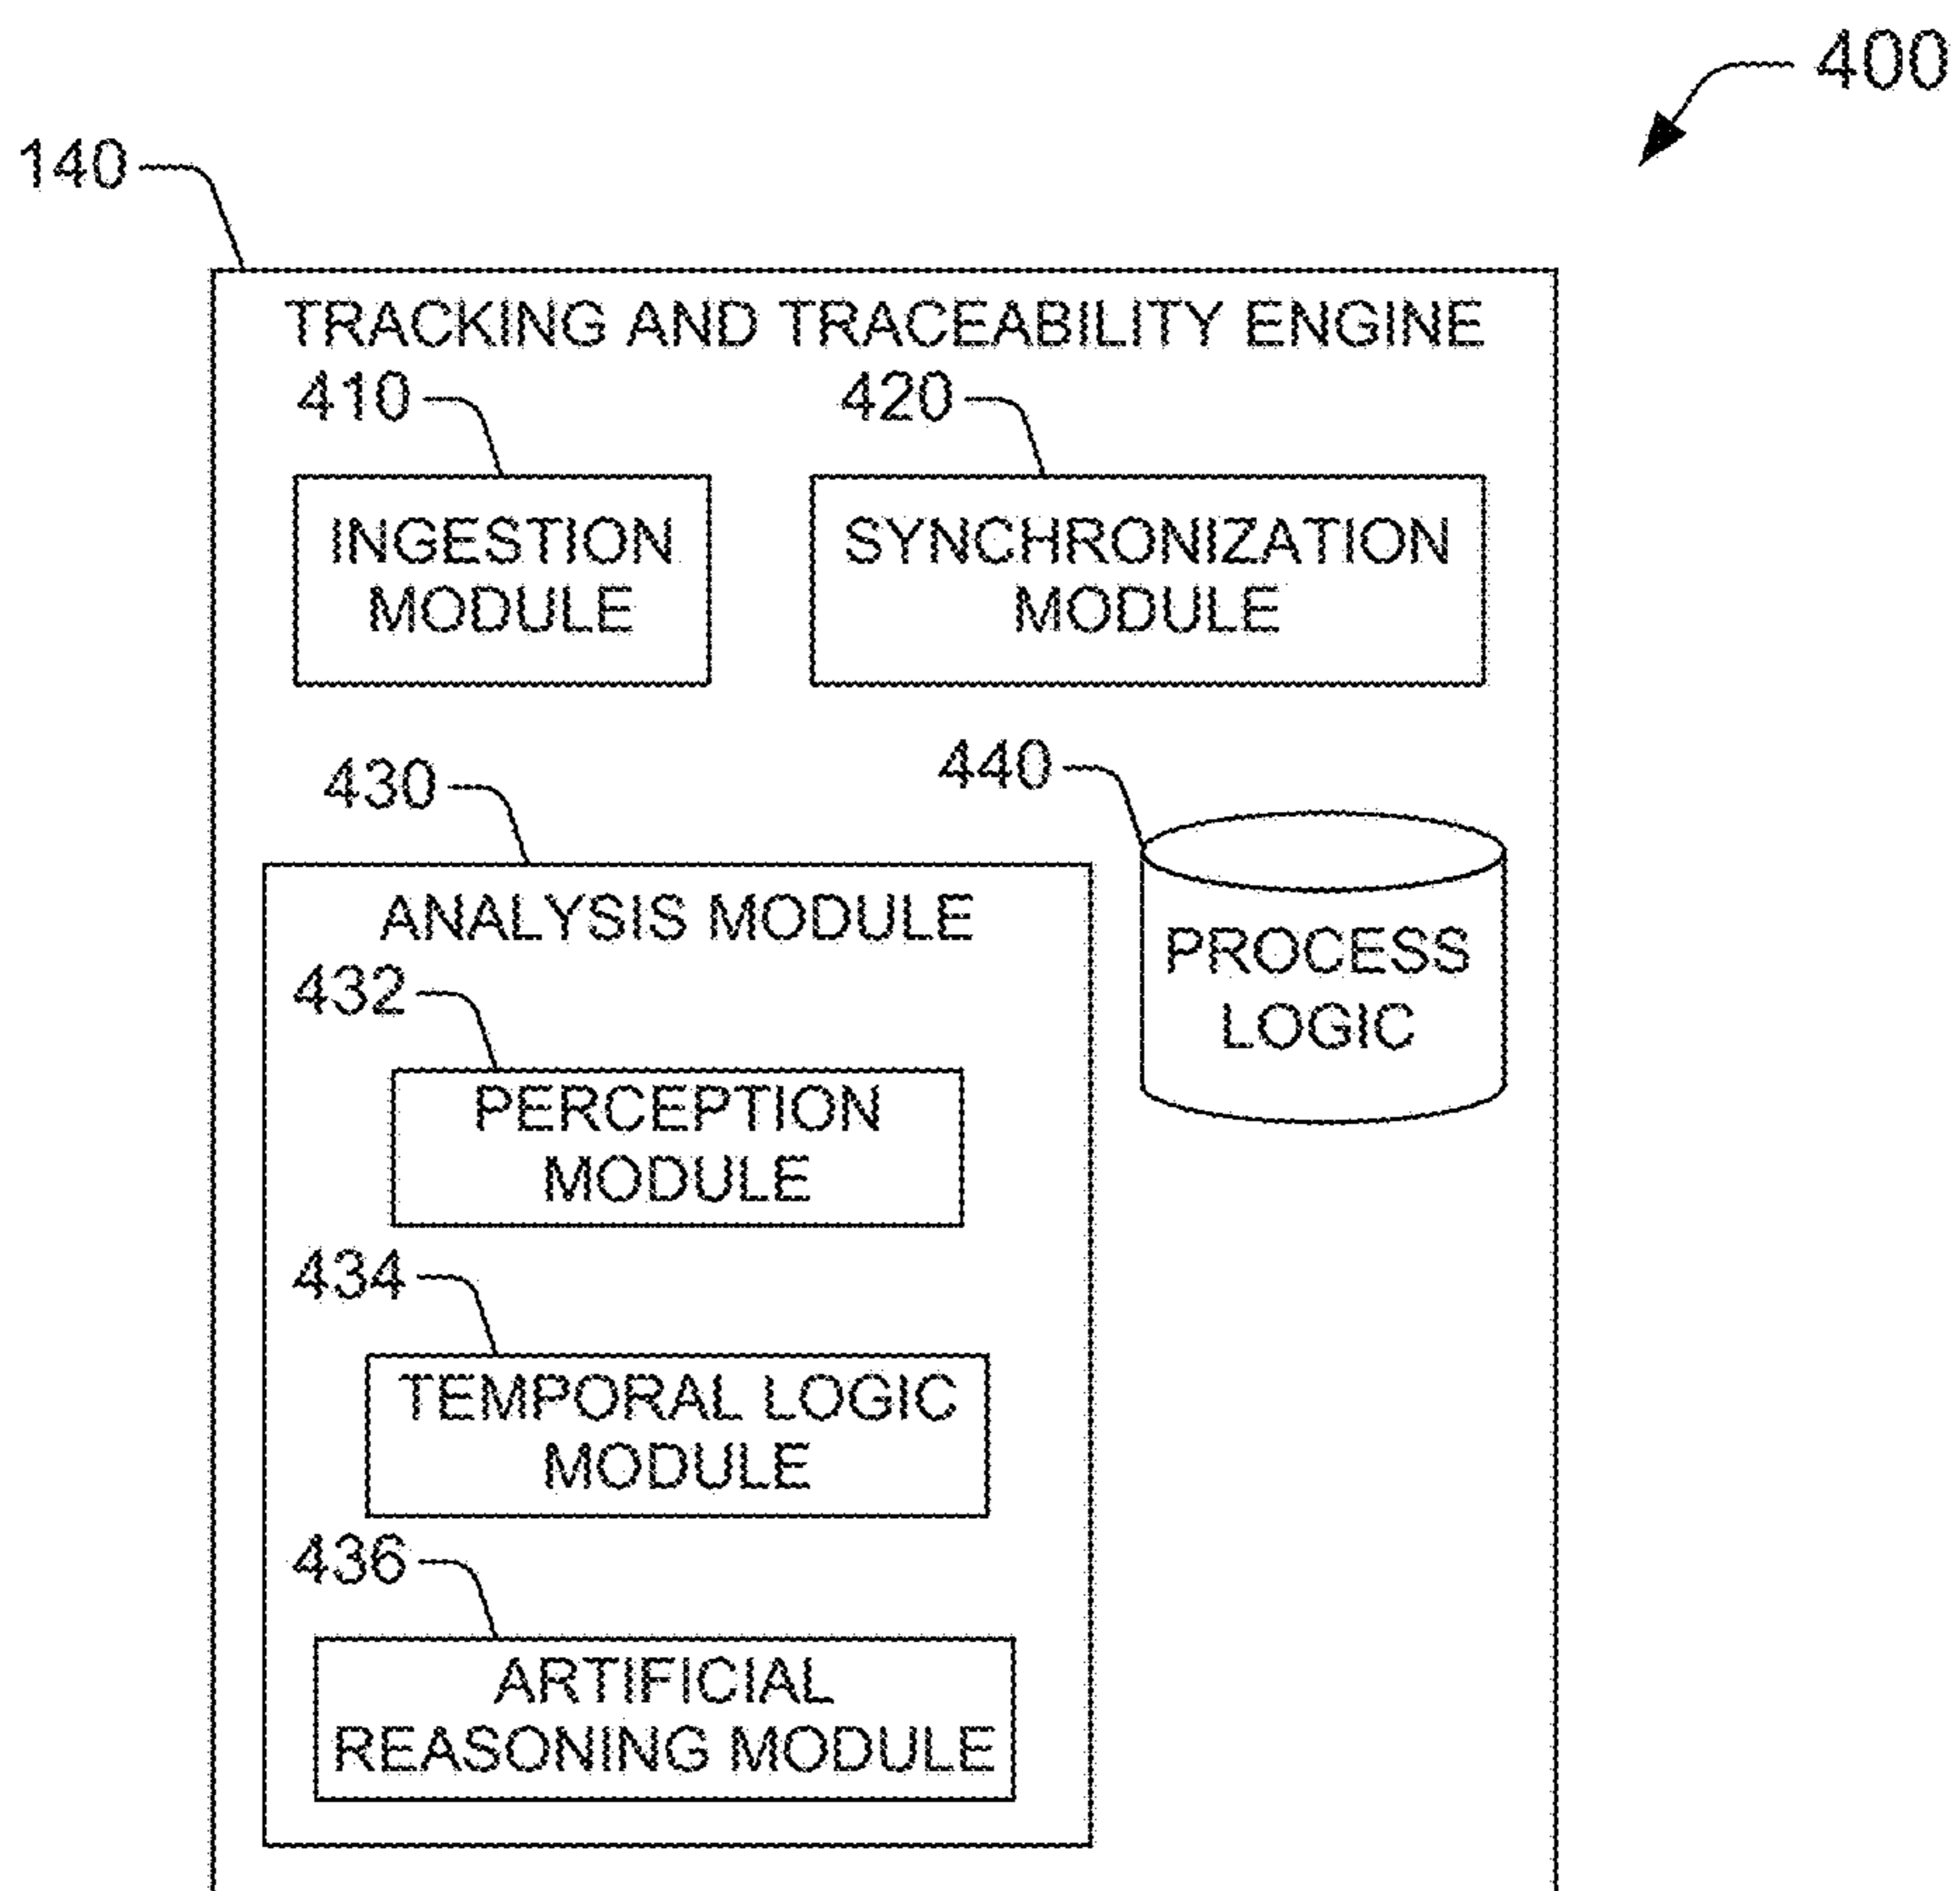 400
140
TRACKING AND TRACEABILITY ENGINE
410
420
INGESTION
MODULE
SYNCHRONIZATION
MODULE
430
440
ANALYSIS MODULE
PROCESS
LOGIC
432
PERCEPTION
MODULE
434
TEMPORAL LOGIC
MODULE
436
ARTIFICIAL
REASONING MODULE